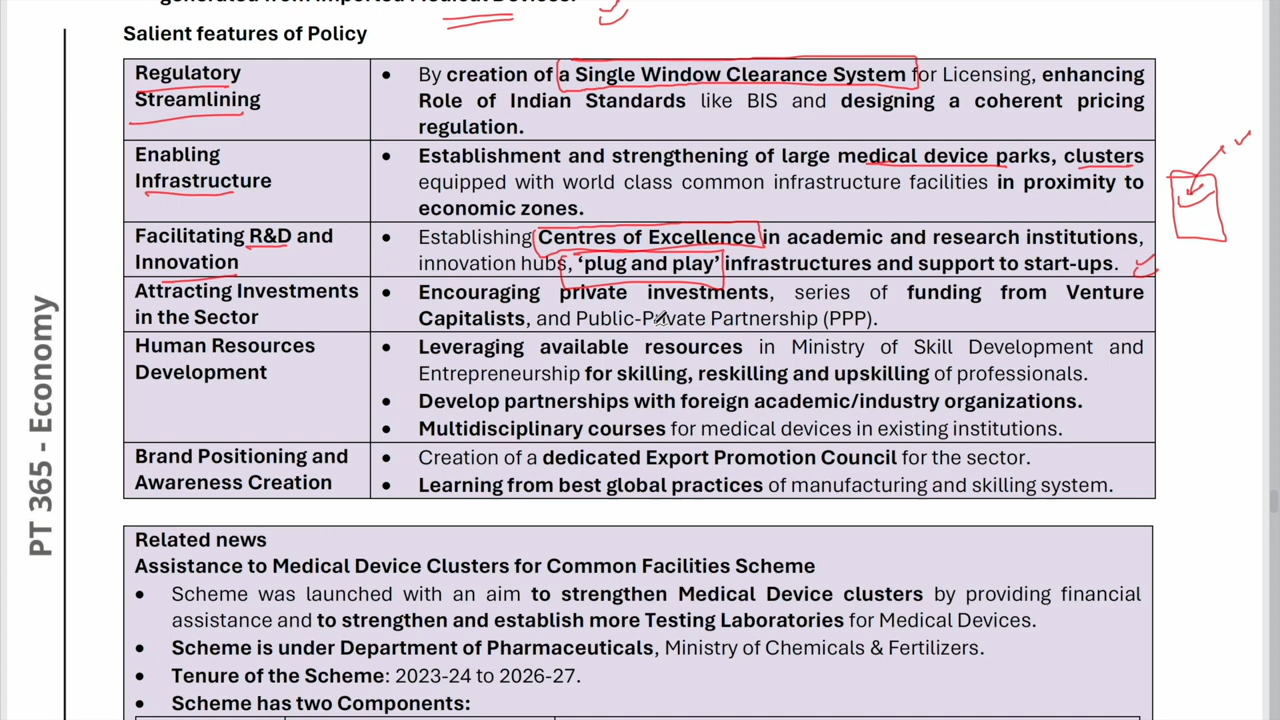 generated from Imported Medical Devices.
Salient features of Policy
Regulatory
Streamlining
• By creation of a Single Window Clearance System for Licensing, enhancing
Role of Indian Standards like BIS and designing a coherent pricing
regulation.
Enabling
Infrastructure
• Establishment and strengthening of large medical device parks, clusters
equipped with world class common infrastructure facilities in proximity to
economic zones.
Facilitating R&D and
Innovation
• Establishing Centres of Excellence in academic and research institutions,
innovation hubs, ‘plug and play’ infrastructures and support to start-ups.
Attracting Investments
in the Sector
• Encouraging private investments, series of funding from Venture
Capitalists, and Public-Private Partnership (PPP).
Human Resources
Development
• Leveraging available resources in Ministry of Skill Development and
Entrepreneurship for skilling, reskilling and upskilling of professionals.
• Develop partnerships with foreign academic/industry organizations.
• Multidisciplinary courses for medical devices in existing institutions.
Brand Positioning and
Awareness Creation
• Creation of a dedicated Export Promotion Council for the sector.
• Learning from best global practices of manufacturing and skilling system.
PT 365 - Economy
Related news
Assistance to Medical Device Clusters for Common Facilities Scheme
• Scheme was launched with an aim to strengthen Medical Device clusters by providing financial
assistance and to strengthen and establish more Testing Laboratories for Medical Devices.
• Scheme is under Department of Pharmaceuticals, Ministry of Chemicals & Fertilizers.
• Tenure of the Scheme: 2023-24 to 2026-27.
• Scheme has two Components: